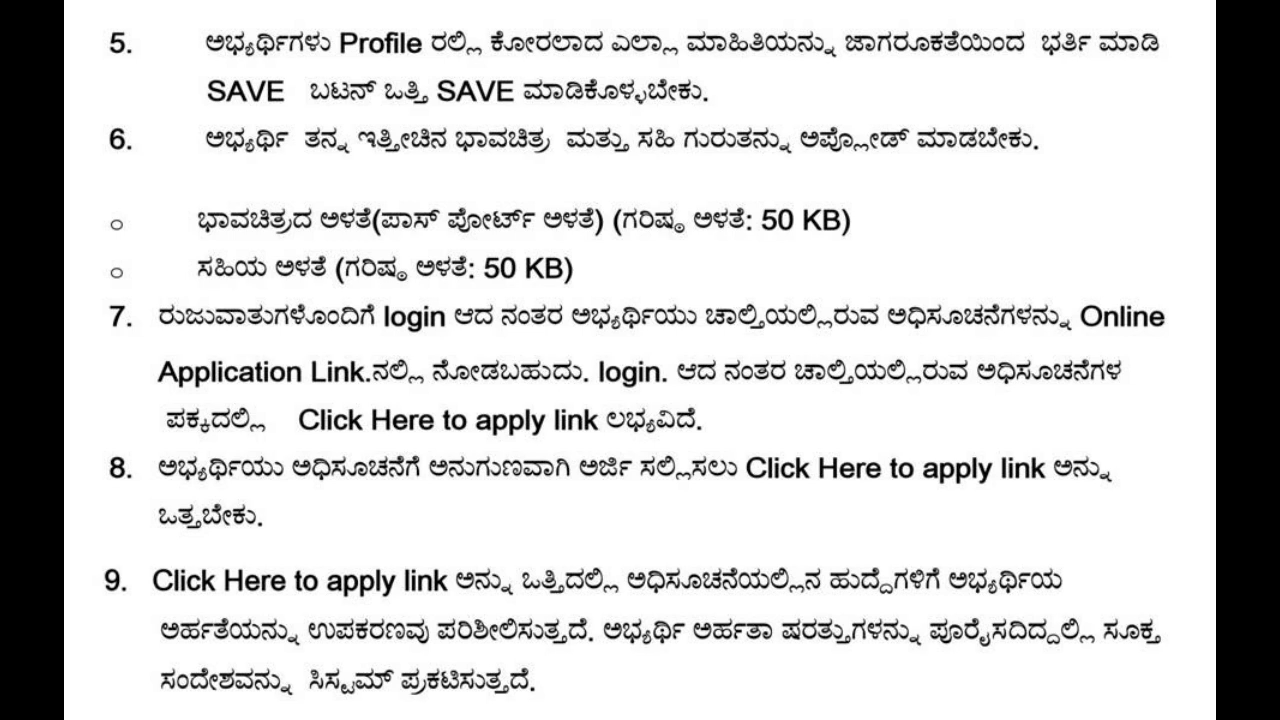 5. ಅಭ್ಯರ್ಥಿಗಳು Profile ರಲ್ಲಿ ಕೋರಲಾದ ಎಲ್ಲಾ ಮಾಹಿತಿಯನ್ನು ಜಾಗರೂಕತೆಯಿಂದ ಭರ್ತಿ ಮಾಡಿ
SAVE ಬಟನ್ ಒತ್ತಿ SAVE ಮಾಡಿಕೊಳ್ಳಬೇಕು.
6. ಅಭ್ಯರ್ಥಿ ತನ್ನ ಇತ್ತೀಚಿನ ಭಾವಚಿತ್ರ ಮತ್ತು ಸಹಿ ಗುರುತನ್ನು ಅಪ್ಲೋಡ್ ಮಾಡಬೇಕು.
○ ಭಾವಚಿತ್ರದ ಅಳತೆ(ಪಾಸ್ ಪೋರ್ಟ್ ಅಳತೆ) (ಗರಿಷ್ಠ ಅಳತೆ: 50 KB)
○ ಸಹಿಯ ಅಳತೆ (ಗರಿಷ್ಠ ಅಳತೆ: 50 KB)
7. ರುಜುವಾತುಗಳೊಂದಿಗೆ login ಆದ ನಂತರ ಅಭ್ಯರ್ಥಿಯು ಚಾಲ್ತಿಯಲ್ಲಿರುವ ಅಧಿಸೂಚನೆಗಳನ್ನು Online
Application Link.ನಲ್ಲಿ ನೋಡಬಹುದು. login. ಆದ ನಂತರ ಚಾಲ್ತಿಯಲ್ಲಿರುವ ಅಧಿಸೂಚನೆಗಳ
ಪಕ್ಕದಲ್ಲಿ Click Here to apply link ಲಭ್ಯವಿದೆ.
8. ಅಭ್ಯರ್ಥಿಯು ಅಧಿಸೂಚನೆಗೆ ಅನುಗುಣವಾಗಿ ಅರ್ಜಿ ಸಲ್ಲಿಸಲು Click Here to apply link ಅನ್ನು
ಒತ್ತಬೇಕು.
9. Click Here to apply link ಅನ್ನು ಒತ್ತಿದಲ್ಲಿ ಅಧಿಸೂಚನೆಯಲ್ಲಿನ ಹುದ್ದೆಗಳಿಗೆ ಅಭ್ಯರ್ಥಿಯ
ಅರ್ಹತೆಯನ್ನು ಉಪಕರಣವು ಪರಿಶೀಲಿಸುತ್ತದೆ. ಅಭ್ಯರ್ಥಿ ಅರ್ಹತಾ ಷರತ್ತುಗಳನ್ನು ಪೂರೈಸದಿದ್ದಲ್ಲಿ ಸೂಕ್ತ
ಸಂದೇಶವನ್ನು ಸಿಸ್ಟಮ್ ಪ್ರಕಟಿಸುತ್ತದೆ.